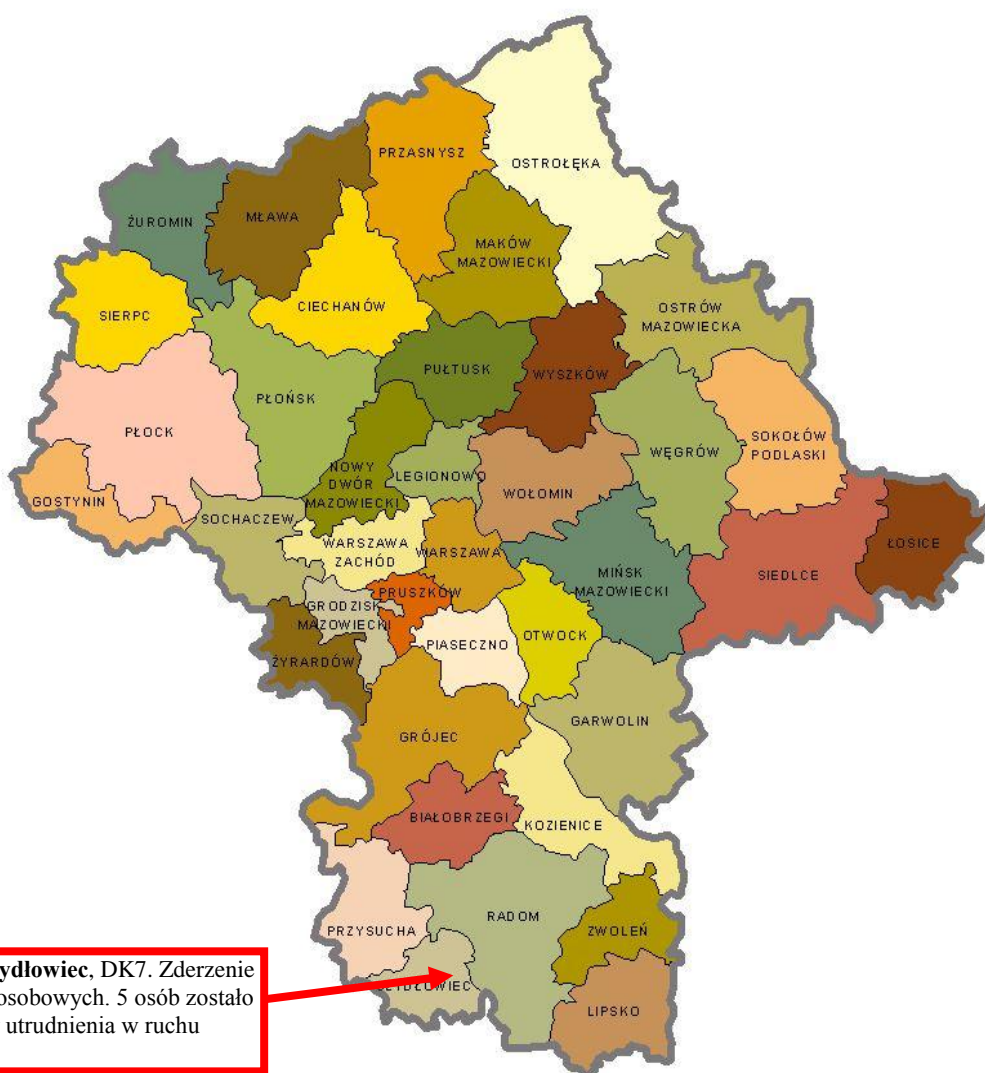 PRZASNYSZ
OSTROŁĘKA
ŻUROMIN
MŁAWA
MAKÓW
MAZOWIECKI
CIECHANÓW
OSTRÓW
MAZOWIECKA
SIERPC
PUŁTUSK
WYSZKÓW
PŁOŃSK
PŁOCK
SOKOŁÓW
PODLASKI
WĘGRÓW
NOWY
DWÓR
MAZOWIECKI
LEGIONOWO
WOŁOMIN
GOSTYNIN
SOCHACZEW
WARSZAWA
ZACHÓD
WARSZAWA
MIŃSK
MAZOWIECKI
SIEDLCE
ŁOSICE
PRUSZKÓW
GRODZISK
MAZOWIECKI
PIASECZNO
OTWOCK
ŻYRARDÓW
GARWOLIN
GRÓJEC
BIAŁOBRZEGI
KOZIENICE
RADOM
ZWOLEŃ
PRZYSUCHA
LIPSKO
ydłowiec, DK7. Zderzenie
osobowych. 5 osób zostało
utrudnienia w ruchu